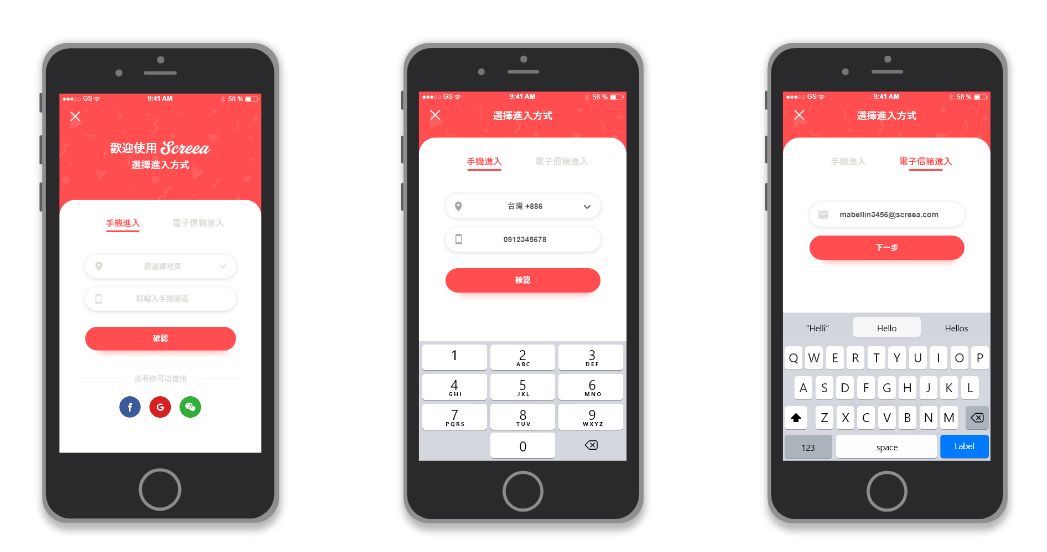 GS 9:41 AM 58 %
歡迎使用 Screea
選擇進入方式
手機進入 電子信箱進入
請選擇地區
請輸入手機號碼
確認
或者你可以使用
f G
GS 9:41 AM 58 %
選擇進入方式
手機進入 電子信箱進入
台灣 +886
0912345678
確認
1 2 3
ABC DEF
4 5 6
GHI JKL MNO
7 8 9
PQRS TUV WXYZ
0
GS 9:41 AM 58 %
選擇進入方式
手機進入 電子信箱進入
mabellin3456@screea.com
下一步
"Helli" Hello Hellos
Q W E R T Y U I O P
A S D F G H J K L
Z X C V B N M
123 space Label